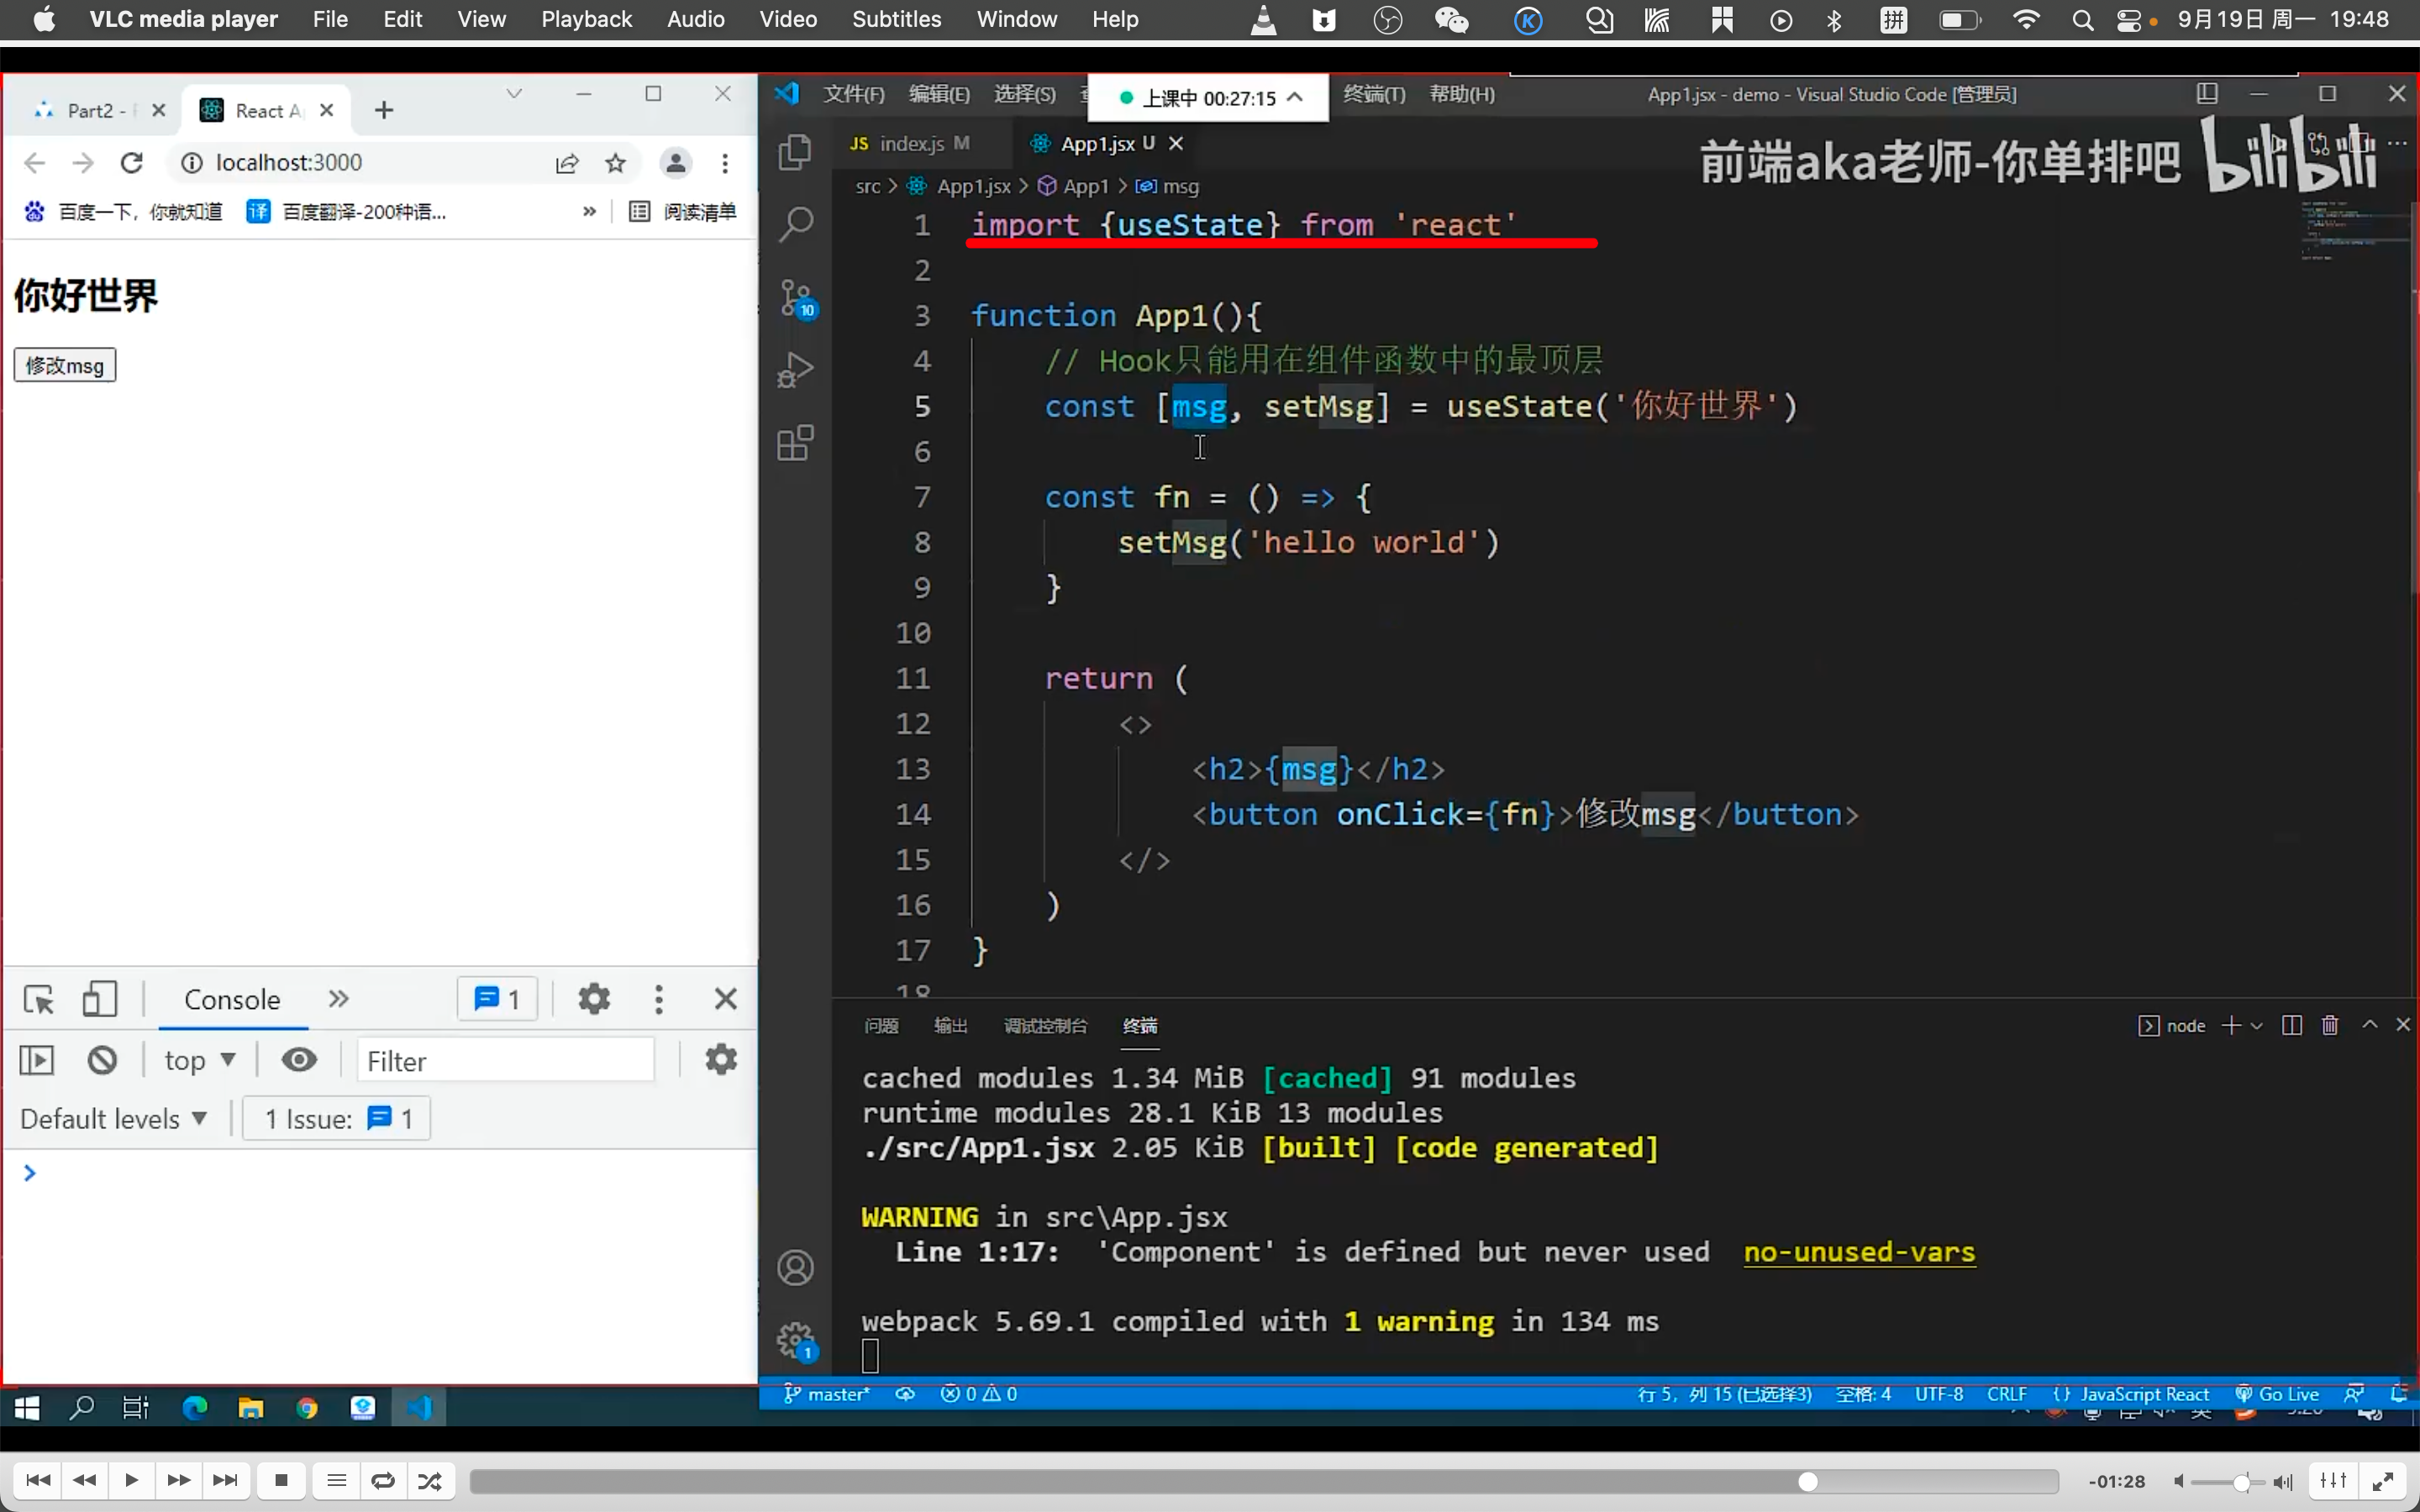 VLC media player File Edit View Playback Audio Video Subtitles Window Help 拼 9月19日 周一 19:48
Part2 - React A
localhost:3000
百度一下，你就知道 译 百度翻译-200种语... » 阅读清单
你好世界
修改msg
Console » 1
top Filter
Default levels 1 Issue: 1
>
文件(F) 编辑(E) 选择(S) 上课中 00:27:15 终端(T) 帮助(H) App1.jsx - demo - Visual Studio Code [管理员]
JS index.js M App1.jsx U
前端aka老师-你单排吧 bilibili
src > App1.jsx > App1 > msg
10
1 import {useState} from 'react'
2
3 function App1(){
4 // Hook只能用在组件函数中的最顶层
5 const [msg, setMsg] = useState('你好世界')
6
7 const fn = () => {
8 setMsg('hello world')
9 }
10
11 return (
12 <>
13 <h2>{msg}</h2>
14 <button onClick={fn}>修改msg</button>
15 </>
16 )
17 }
18
问题 输出 调试控制台 终端 node
cached modules 1.34 MiB [cached] 91 modules
runtime modules 28.1 KiB 13 modules
./src/App1.jsx 2.05 KiB [built] [code generated]
WARNING in src\App.jsx
Line 1:17: 'Component' is defined but never used no-unused-vars
webpack 5.69.1 compiled with 1 warning in 134 ms
1
master* 0 0 行 5，列 15 (已选择3) 空格: 4 UTF-8 CRLF {} JavaScript React Go Live
-01:28